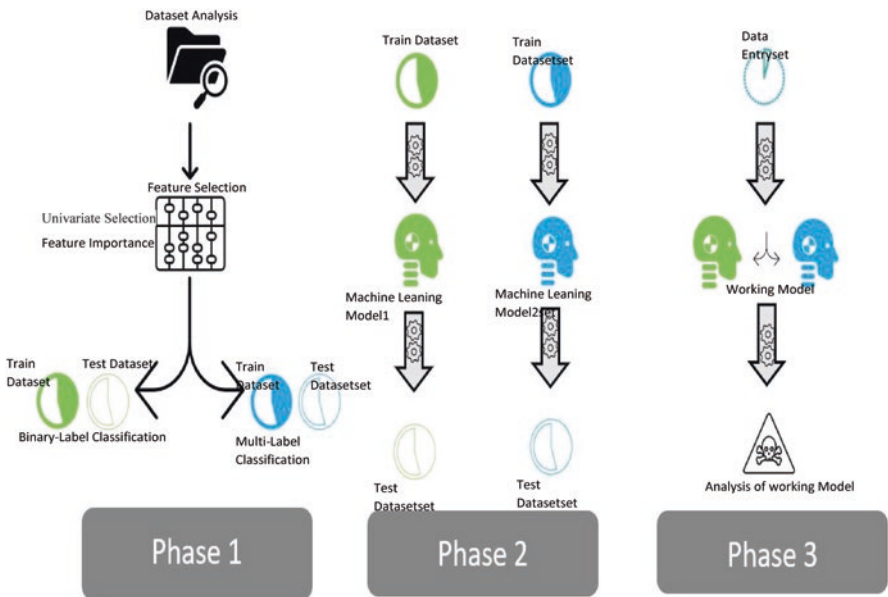 Dataset Analysis
Feature Selection
Univariate Selection
Feature Importance
Train
Dataset
Test Dataset
Binary-Label Classification
Train
Dataset
Test
Datasetset
Multi-Label
Classification
Phase 1
Train Dataset
Machine Leaning
Model1
Test
Datasetset
Train
Datasetset
Machine Leaning
Model2set
Test
Datasetset
Phase 2
Data
Entryset
Working Model
Analysis of working Model
Phase 3